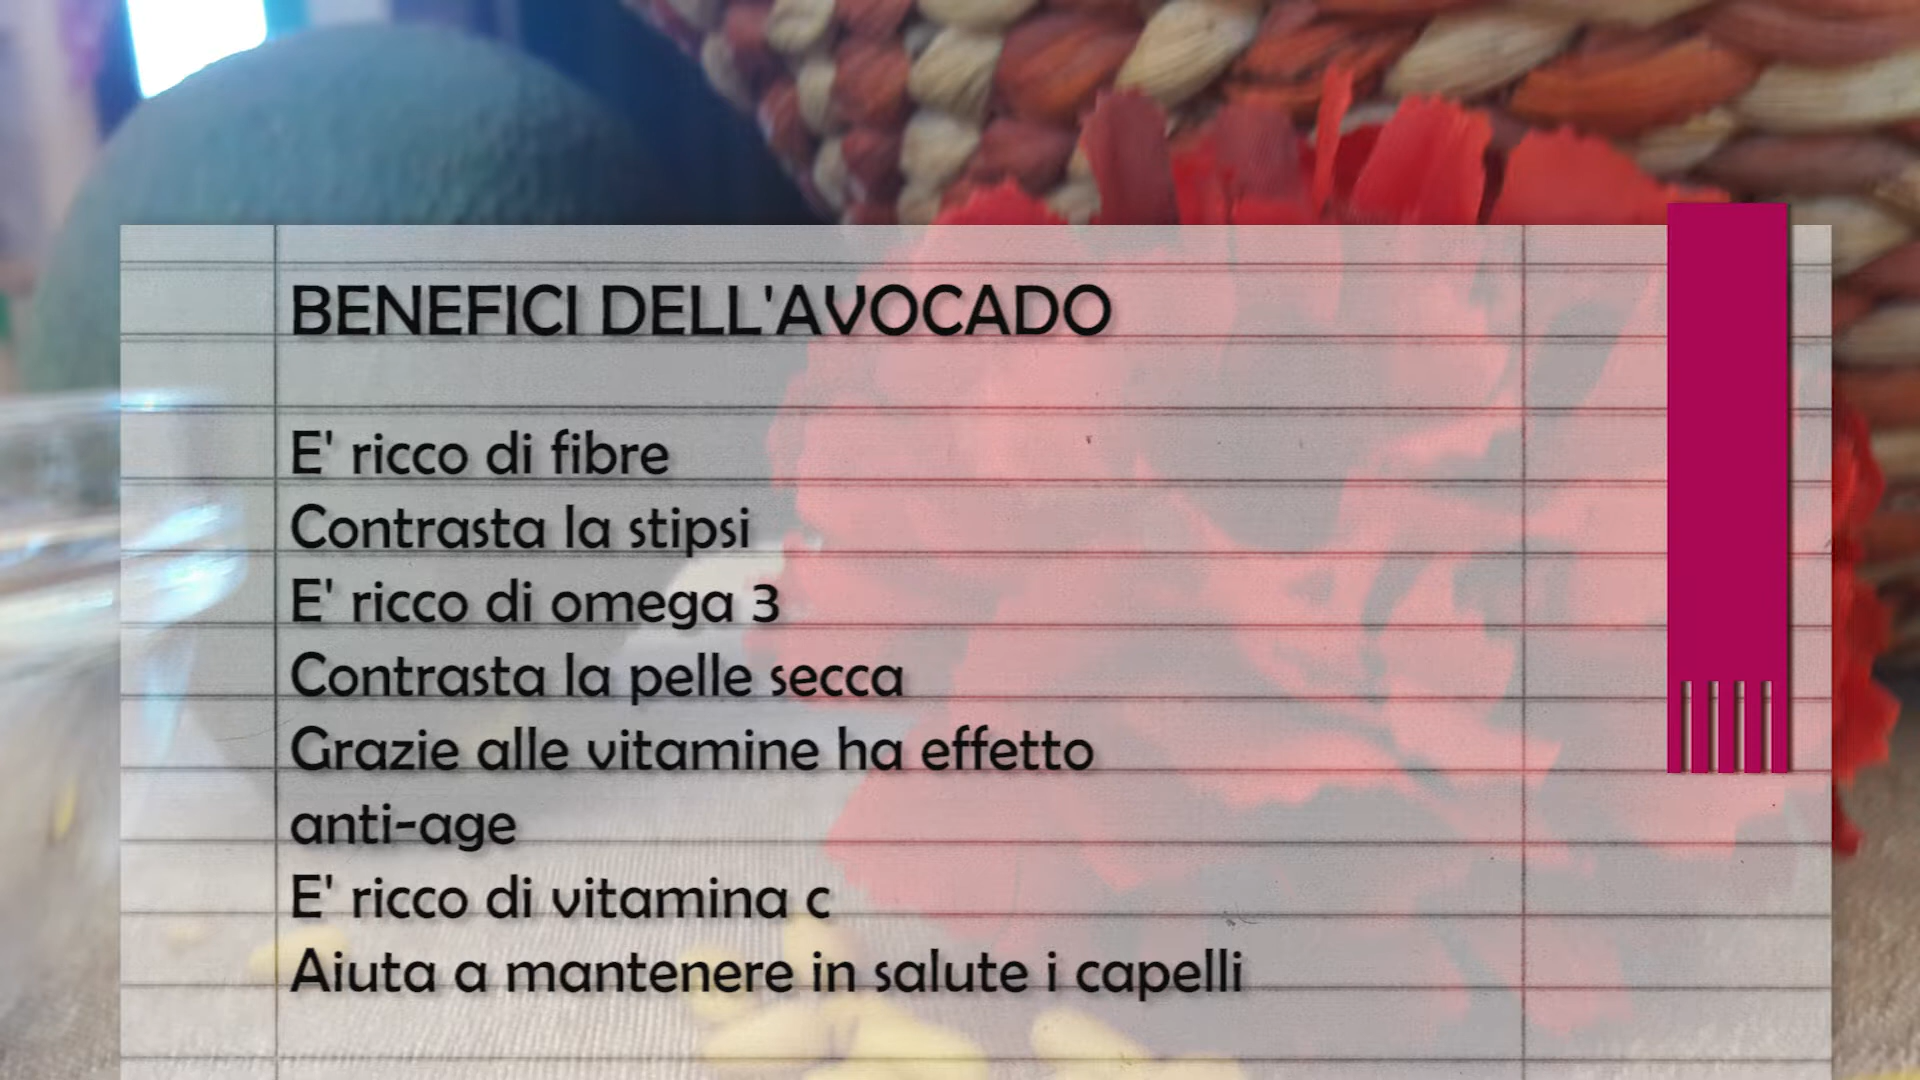 BENEFICI DELL'AVOCADO
E' ricco di fibre
Contrasta la stipsi
E' ricco di omega 3
Contrasta la pelle secca
Grazie alle vitamine ha effetto
anti-age
E' ricco di vitamina c
Aiuta a mantenere in salute i capelli